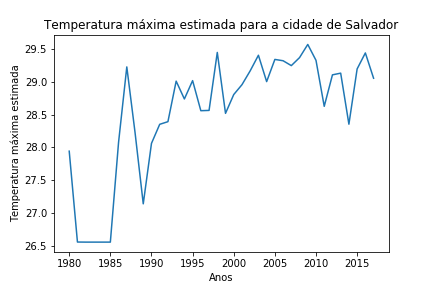 Temperatura máxima estimada para a cidade de Salvador
Temperatura máxima estimada
29.5
29.0
28.5
28.0
27.5
27.0
26.5
1980 1985 1990 1995 2000 2005 2010 2015
Anos